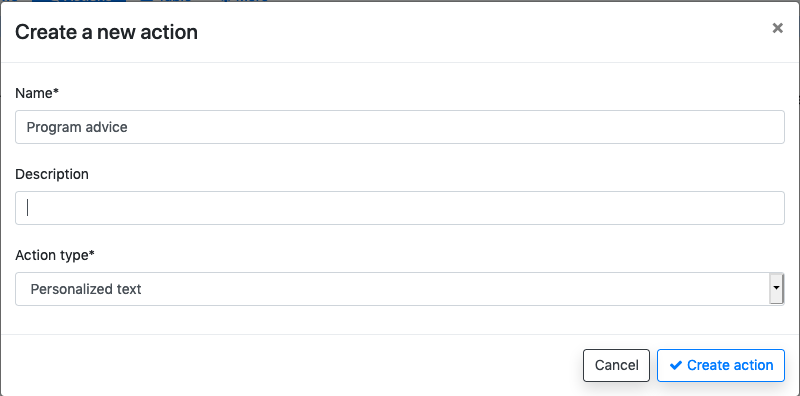 Create a new action
×
Name*
Program advice
Description
Action type*
Personalized text
Cancel
✔ Create action